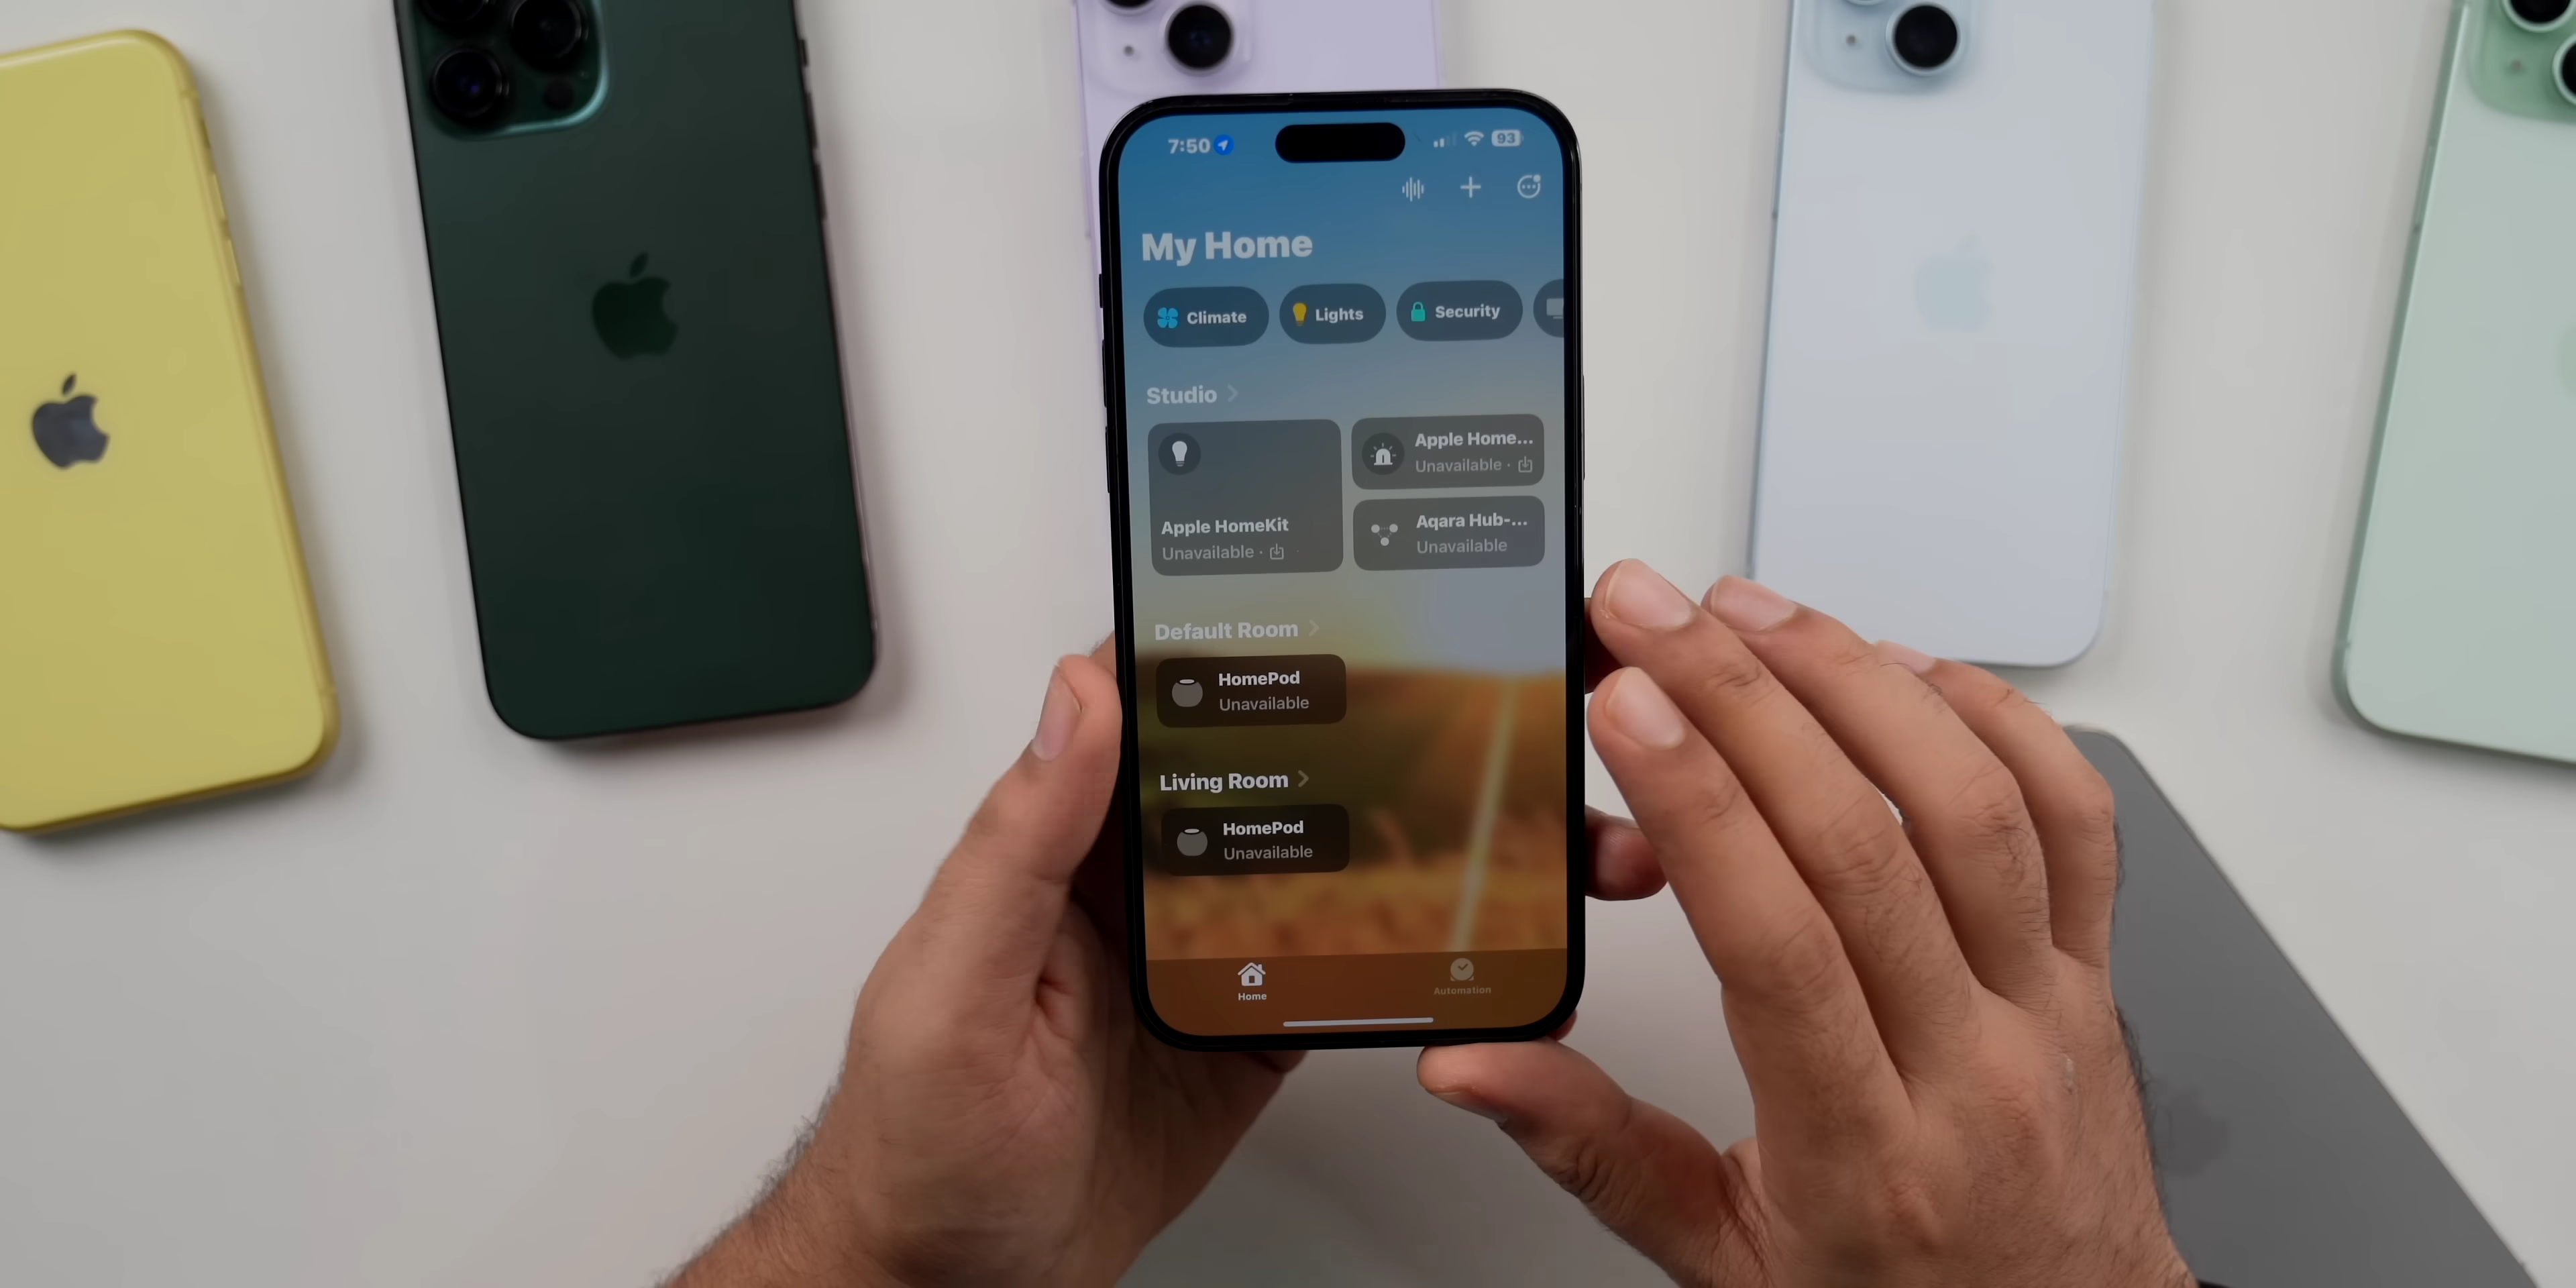 7:50
93
My Home
Climate
Lights
Security
Studio
Apple HomeKit
Unavailable ·
Apple Home...
Unavailable ·
Aqara Hub-...
Unavailable
Default Room
HomePod
Unavailable
Living Room
HomePod
Unavailable
Home
Automation